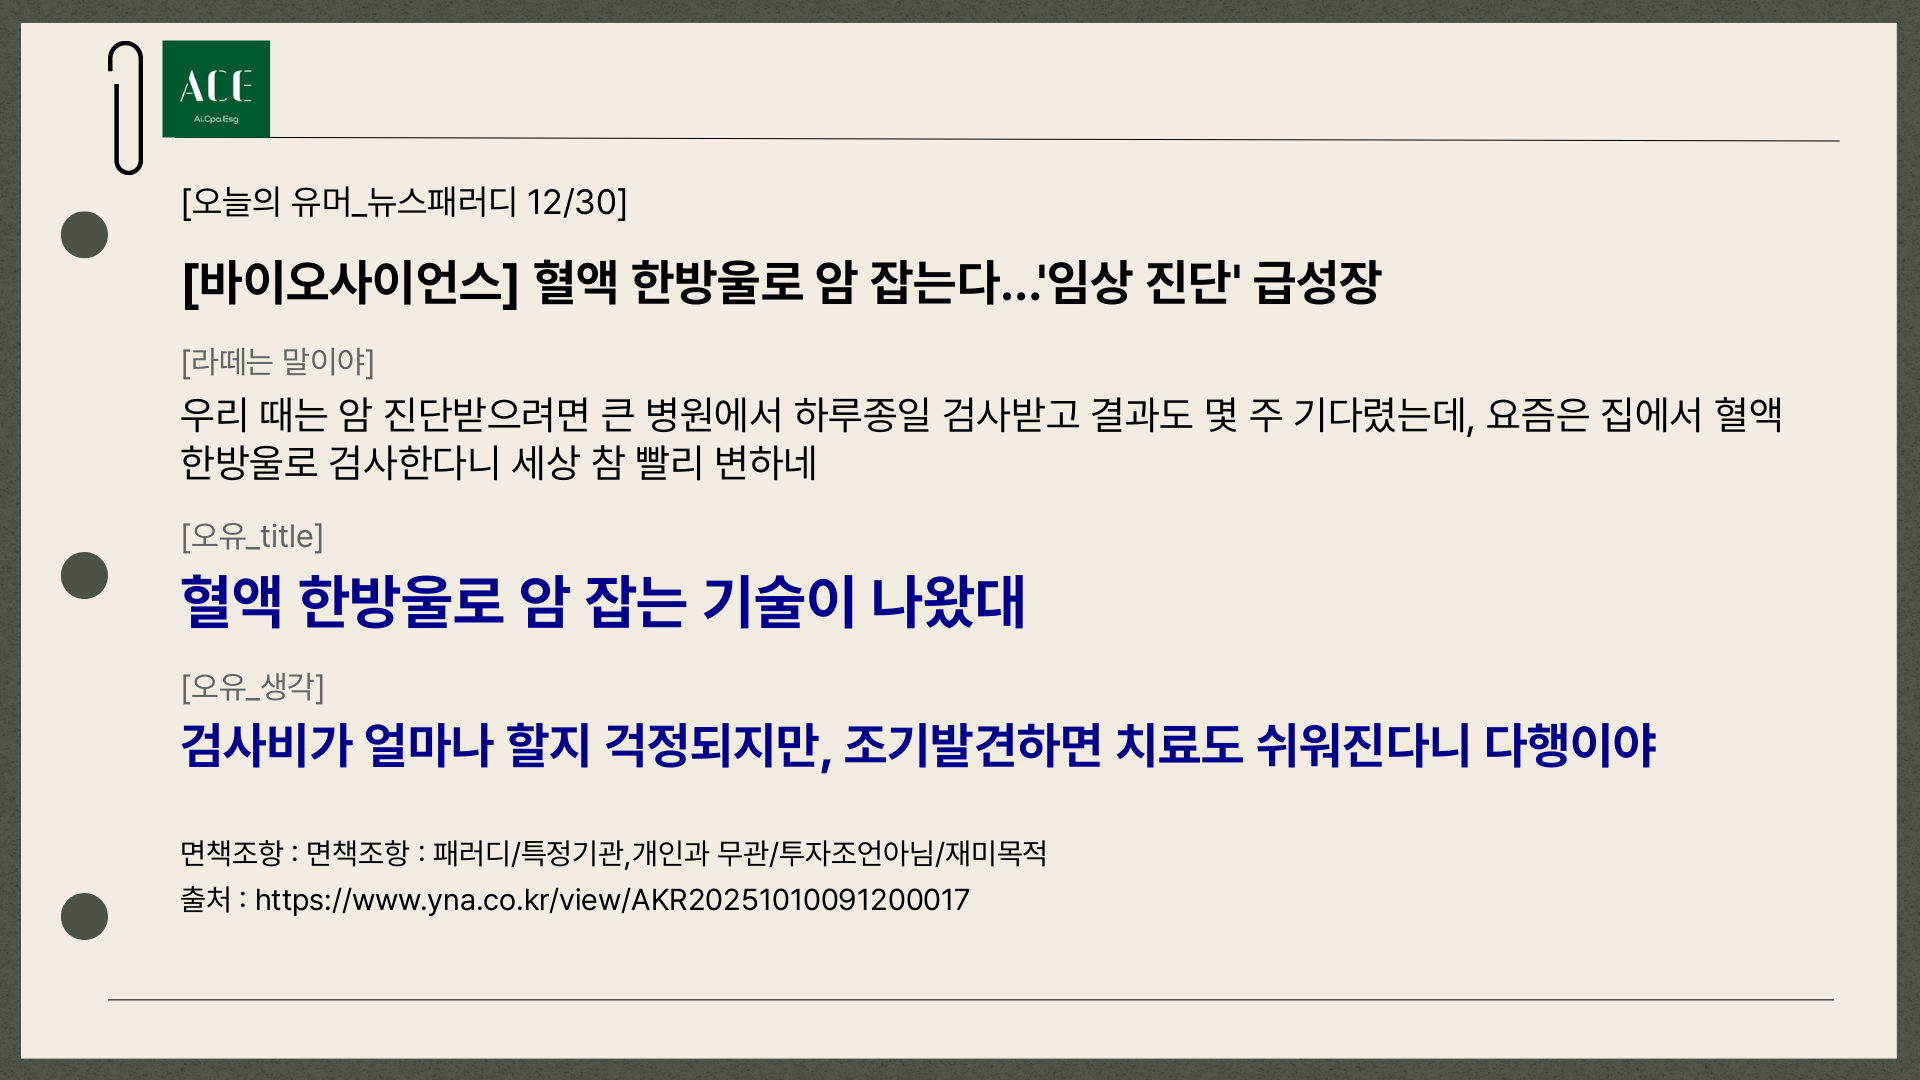 ACE
Ai.Cpa.Esg
[오늘의 유머_뉴스패러디 12/30]
[바이오사이언스] 혈액 한방울로 암 잡는다...'임상 진단' 급성장
[라떼는 말이야]
우리 때는 암 진단받으려면 큰 병원에서 하루종일 검사받고 결과도 몇 주 기다렸는데, 요즘은 집에서 혈액
한방울로 검사한다니 세상 참 빨리 변하네
[오유_title]
혈액 한방울로 암 잡는 기술이 나왔대
[오유_생각]
검사비가 얼마나 할지 걱정되지만, 조기발견하면 치료도 쉬워진다니 다행이야
면책조항 : 면책조항 : 패러디/특정기관,개인과 무관/투자조언아님/재미목적
출처 : https://www.yna.co.kr/view/AKR20251010091200017